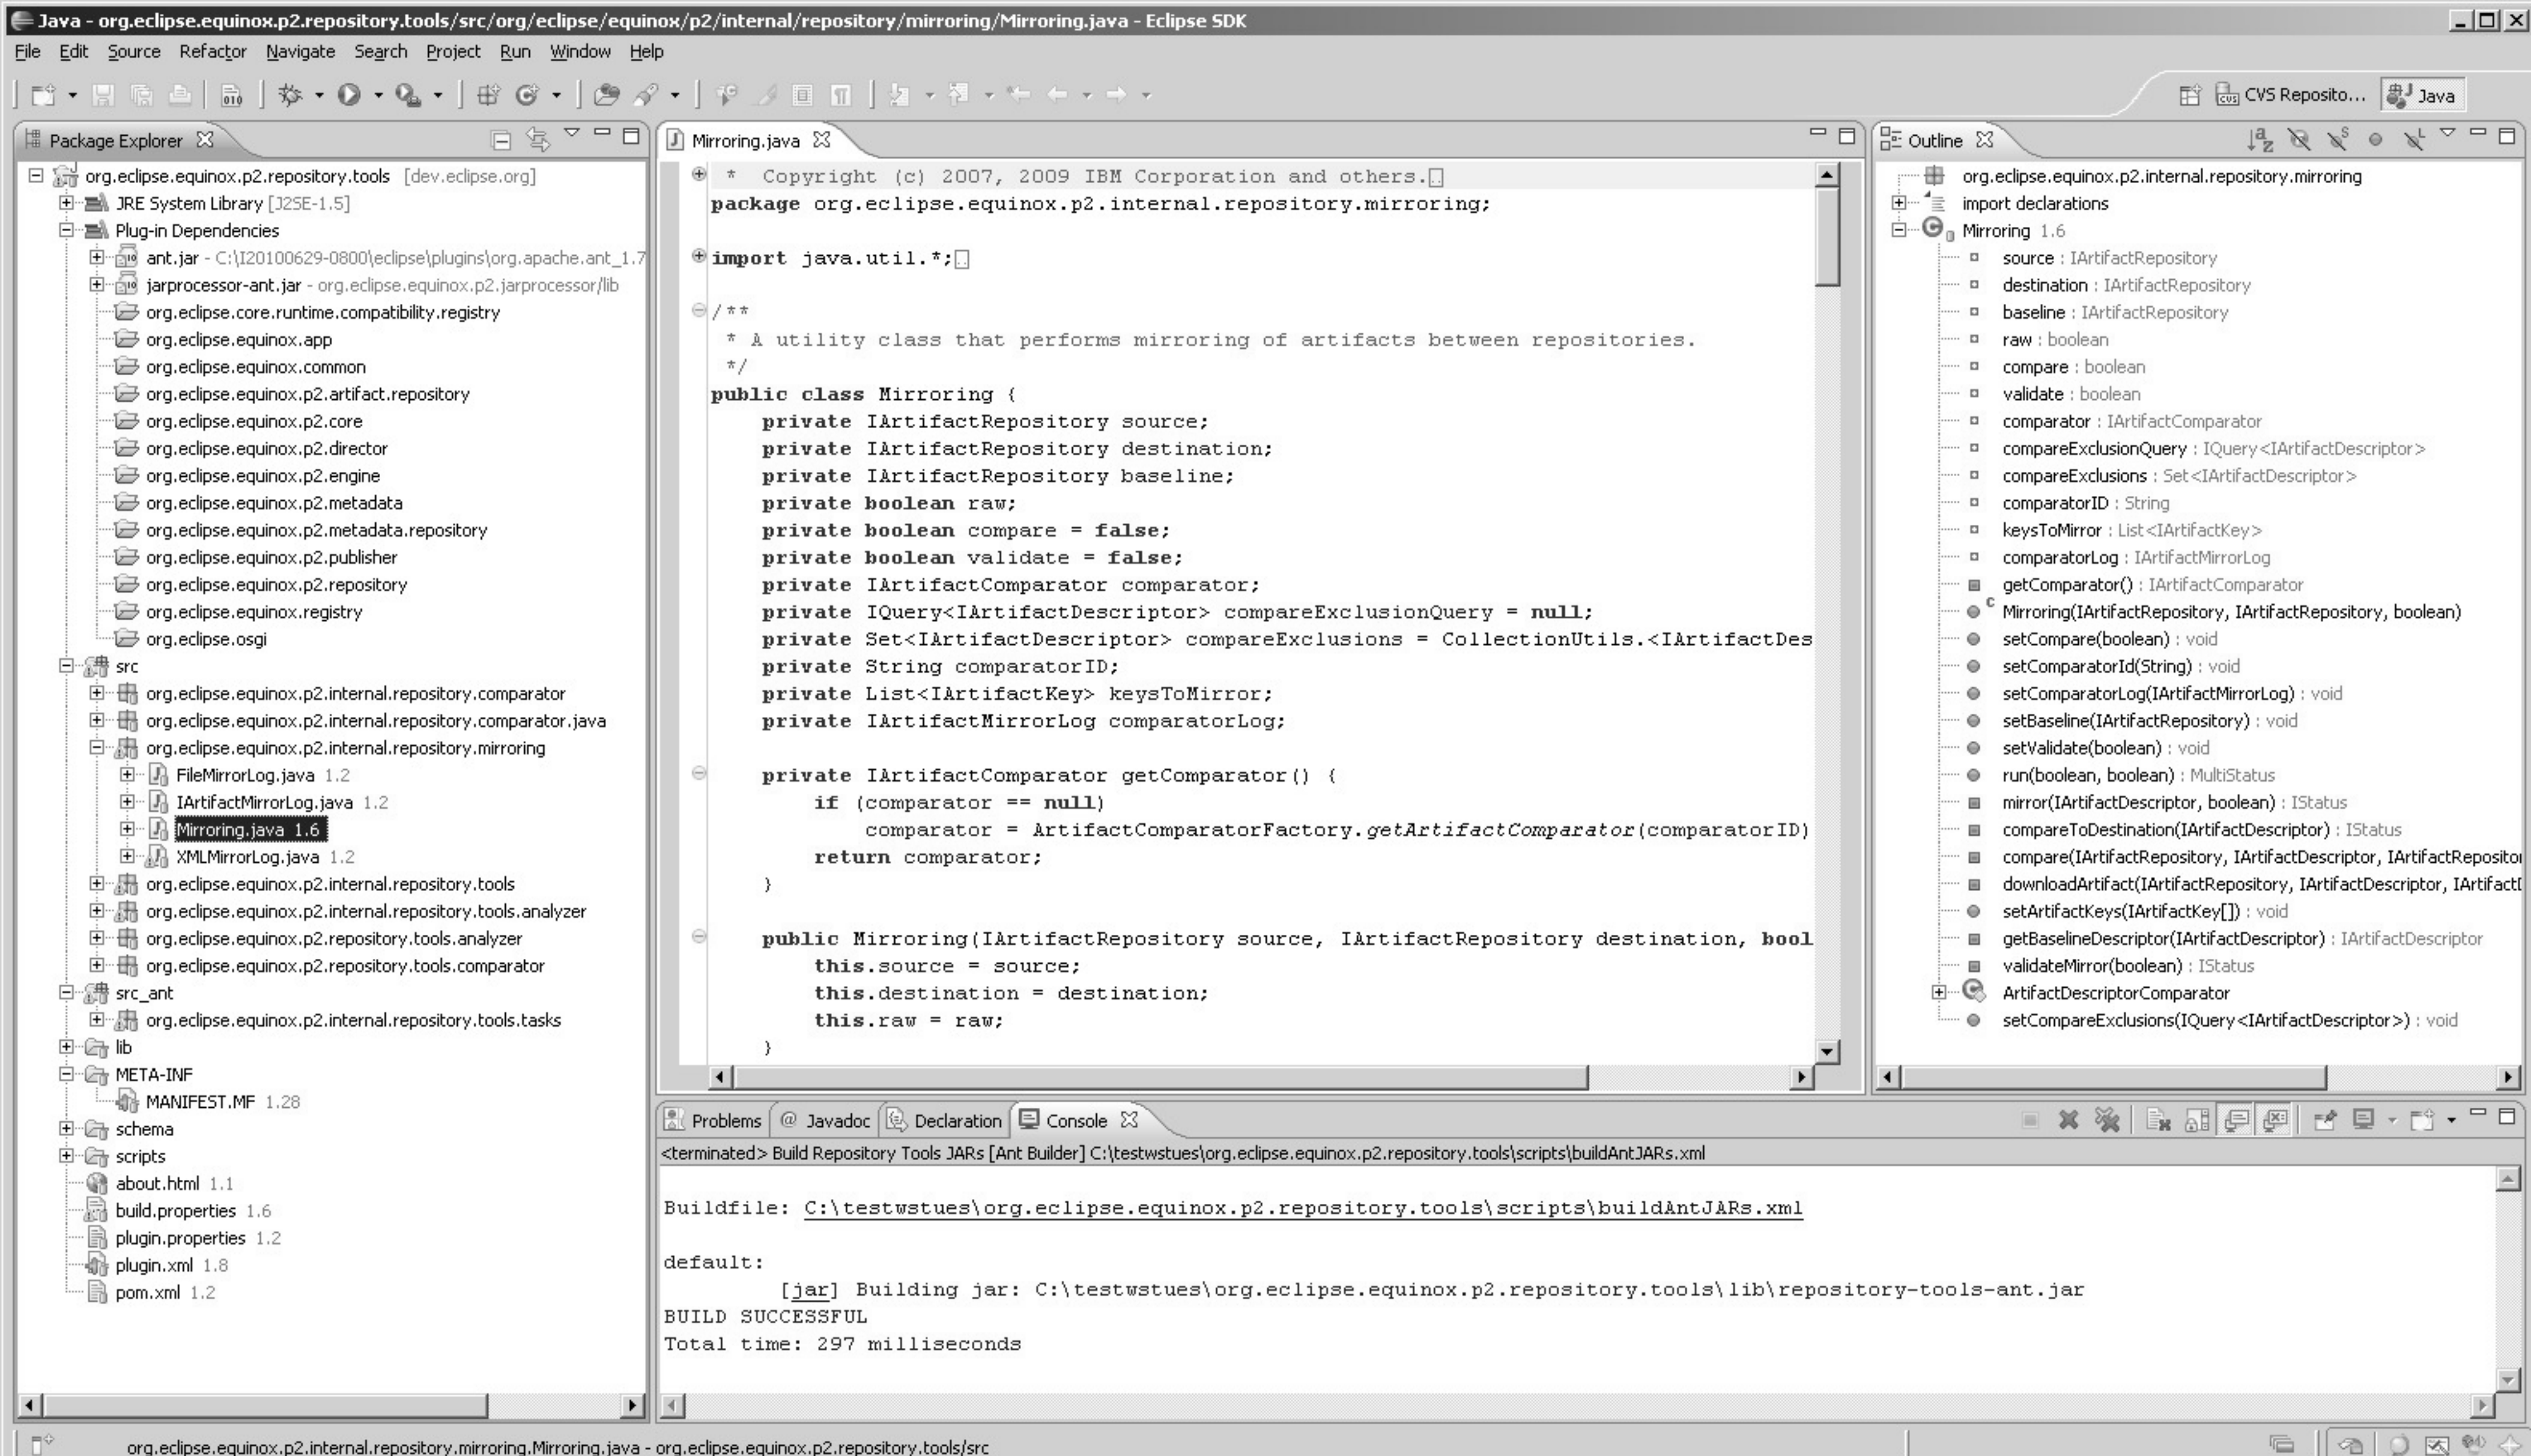 Java - org.eclipse.equinox.p2.repository.tools/src/org/eclipse/equinox/p2/internal/repository/mirroring/Mirroring.java - Eclipse SDK
File Edit Source Refactor Navigate Search Project Run Window Help
CVS Reposito... Java
Package Explorer
org.eclipse.equinox.p2.repository.tools [dev.eclipse.org]
JRE System Library [J2SE-1.5]
Plug-in Dependencies
ant.jar - C:\I20100629-0800\eclipse\plugins\org.apache.ant_1.7
jarprocessor-ant.jar - org.eclipse.equinox.p2.jarprocessor/lib
org.eclipse.core.runtime.compatibility.registry
org.eclipse.equinox.app
org.eclipse.equinox.common
org.eclipse.equinox.p2.artifact.repository
org.eclipse.equinox.p2.core
org.eclipse.equinox.p2.director
org.eclipse.equinox.p2.engine
org.eclipse.equinox.p2.metadata
org.eclipse.equinox.p2.metadata.repository
org.eclipse.equinox.p2.publisher
org.eclipse.equinox.p2.repository
org.eclipse.equinox.registry
org.eclipse.osgi
src
org.eclipse.equinox.p2.internal.repository.comparator
org.eclipse.equinox.p2.internal.repository.comparator.java
org.eclipse.equinox.p2.internal.repository.mirroring
FileMirrorLog.java 1.2
IArtifactMirrorLog.java 1.2
Mirroring.java 1.6
XMLMirrorLog.java 1.2
org.eclipse.equinox.p2.internal.repository.tools
org.eclipse.equinox.p2.internal.repository.tools.analyzer
org.eclipse.equinox.p2.repository.tools.analyzer
org.eclipse.equinox.p2.repository.tools.comparator
src_ant
org.eclipse.equinox.p2.internal.repository.tools.tasks
lib
META-INF
MANIFEST.MF 1.28
schema
scripts
about.html 1.1
build.properties 1.6
plugin.properties 1.2
plugin.xml 1.8
pom.xml 1.2
Mirroring.java
* Copyright (c) 2007, 2009 IBM Corporation and others.
package org.eclipse.equinox.p2.internal.repository.mirroring;
import java.util.*;
/**
* A utility class that performs mirroring of artifacts between repositories.
*/
public class Mirroring {
private IArtifactRepository source;
private IArtifactRepository destination;
private IArtifactRepository baseline;
private boolean raw;
private boolean compare = false;
private boolean validate = false;
private IArtifactComparator comparator;
private IQuery<IArtifactDescriptor> compareExclusionQuery = null;
private Set<IArtifactDescriptor> compareExclusions = CollectionUtils.<IArtifactDes
private String comparatorID;
private List<IArtifactKey> keysToMirror;
private IArtifactMirrorLog comparatorLog;
private IArtifactComparator getComparator() {
if (comparator == null)
comparator = ArtifactComparatorFactory.getArtifactComparator(comparatorID)
return comparator;
}
public Mirroring(IArtifactRepository source, IArtifactRepository destination, bool
this.source = source;
this.destination = destination;
this.raw = raw;
}
Outline
org.eclipse.equinox.p2.internal.repository.mirroring
import declarations
Mirroring 1.6
source : IArtifactRepository
destination : IArtifactRepository
baseline : IArtifactRepository
raw : boolean
compare : boolean
validate : boolean
comparator : IArtifactComparator
compareExclusionQuery : IQuery<IArtifactDescriptor>
compareExclusions : Set<IArtifactDescriptor>
comparatorID : String
keysToMirror : List<IArtifactKey>
comparatorLog : IArtifactMirrorLog
getComparator() : IArtifactComparator
Mirroring(IArtifactRepository, IArtifactRepository, boolean)
setCompare(boolean) : void
setComparatorId(String) : void
setComparatorLog(IArtifactMirrorLog) : void
setBaseline(IArtifactRepository) : void
setValidate(boolean) : void
run(boolean, boolean) : MultiStatus
mirror(IArtifactDescriptor, boolean) : IStatus
compareToDestination(IArtifactDescriptor) : IStatus
compare(IArtifactRepository, IArtifactDescriptor, IArtifactRepositor
downloadArtifact(IArtifactRepository, IArtifactDescriptor, IArtifactD
setArtifactKeys(IArtifactKey[]) : void
getBaselineDescriptor(IArtifactDescriptor) : IArtifactDescriptor
validateMirror(boolean) : IStatus
ArtifactDescriptorComparator
setCompareExclusions(IQuery<IArtifactDescriptor>) : void
Problems @ Javadoc Declaration Console
<terminated> Build Repository Tools JARs [Ant Builder] C:\testwstues\org.eclipse.equinox.p2.repository.tools\scripts\buildAntJARs.xml
Buildfile: C:\testwstues\org.eclipse.equinox.p2.repository.tools\scripts\buildAntJARs.xml
default:
[jar] Building jar: C:\testwstues\org.eclipse.equinox.p2.repository.tools\lib\repository-tools-ant.jar
BUILD SUCCESSFUL
Total time: 297 milliseconds
org.eclipse.equinox.p2.internal.repository.mirroring.Mirroring.java - org.eclipse.equinox.p2.repository.tools/src